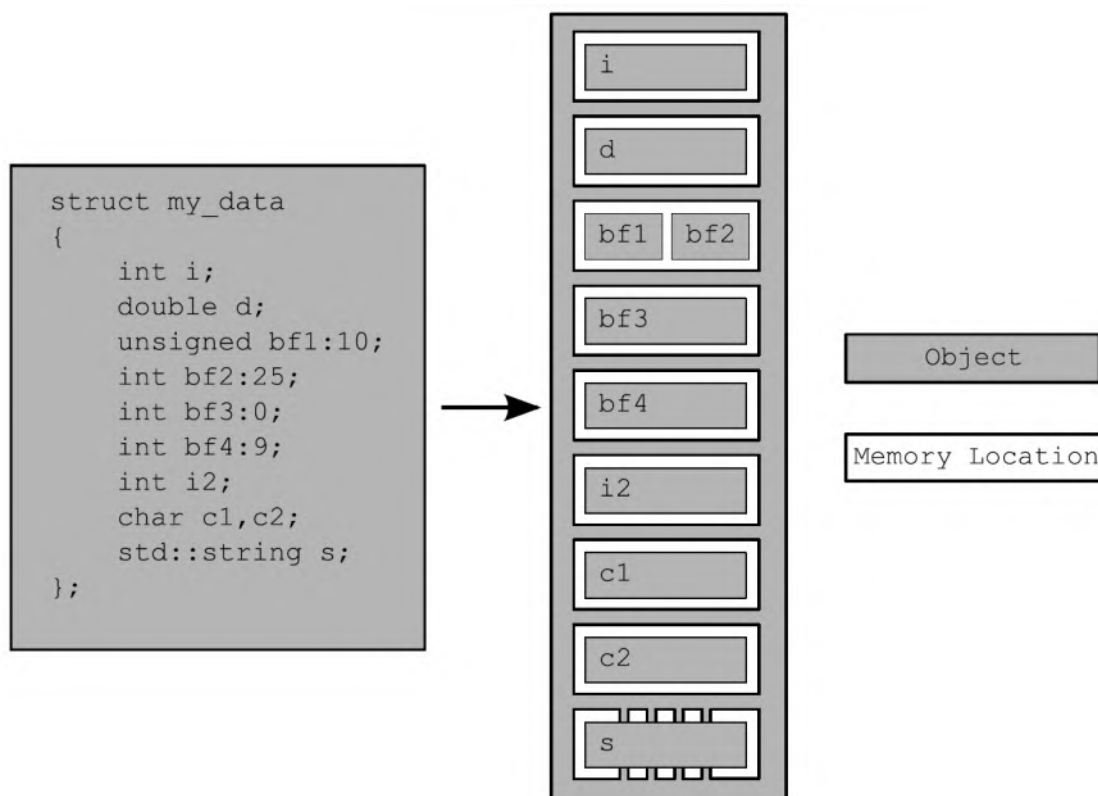 struct my_data
{
int i;
double d;
unsigned bf1:10;
int bf2:25;
int bf3:0;
int bf4:9;
int i2;
char c1,c2;
std::string s;
};
i
d
bf1 bf2
bf3
bf4
i2
c1
c2
s
Object
Memory Location